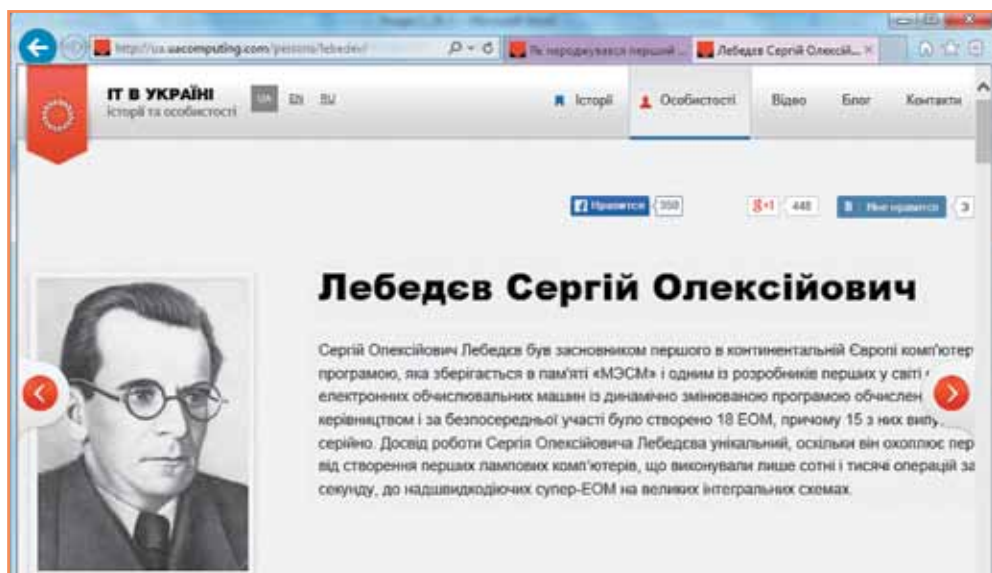 http://ua.uacomputing.com/persons/lebedev/
Як народжувався перший ...
Лебедєв Сергій Олексій... ×
ІТ В УКРАЇНІ
історії та особистості
UA EN RU
Історії Особистості Відео Блог Контакти
Нравится 350
g+1 448
B Мне нравится 3
Лебедєв Сергій Олексійович
Сергій Олексійович Лебедєв був засновником першого в континентальній Європі комп'ютер
програмою, яка зберігається в пам'яті «МЭСМ» і одним із розробників перших у світі
електронних обчислювальних машин із динамічно змінюваною програмою обчислен
керівництвом і за безпосередньої участі було створено 18 ЕОМ, причому 15 з них випу
серійно. Досвід роботи Сергія Олексійовича Лебедєва унікальний, оскільки він охоплює пер
від створення перших лампових комп'ютерів, що виконували лише сотні і тисячі операцій за
секунду, до надшвидкодіючих супер-ЕОМ на великих інтегральних схемах.